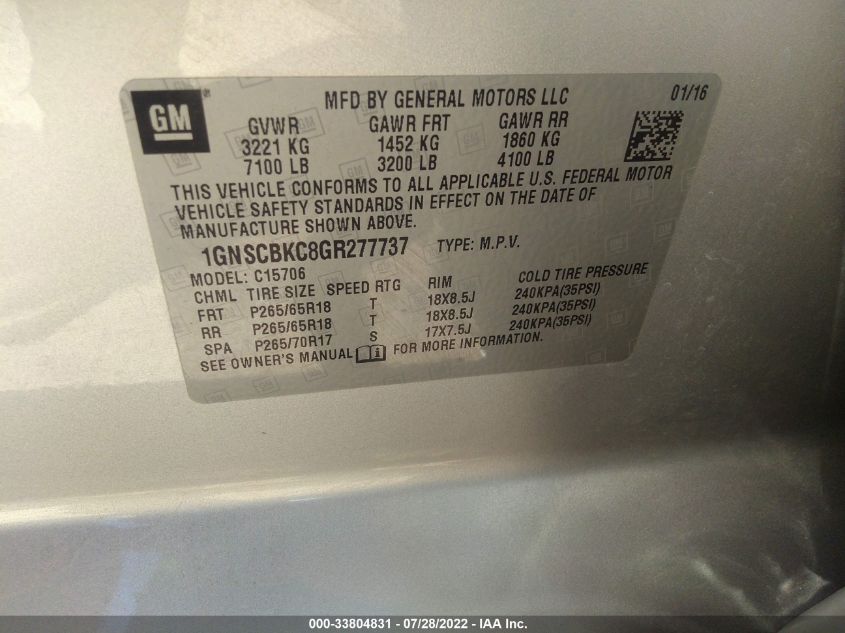 GM
MFD BY GENERAL MOTORS LLC 01/16
GVWR GAWR FRT GAWR RR
3221 KG 1452 KG 1860 KG
7100 LB 3200 LB 4100 LB
THIS VEHICLE CONFORMS TO ALL APPLICABLE U.S. FEDERAL MOTOR
VEHICLE SAFETY STANDARDS IN EFFECT ON THE DATE OF
MANUFACTURE SHOWN ABOVE.
1GNSCBKC8GR277737 TYPE: M.P.V.
MODEL: C15706
CHML TIRE SIZE SPEED RTG RIM COLD TIRE PRESSURE
FRT P265/65R18 T 18X8.5J 240KPA(35PSI)
RR P265/65R18 T 18X8.5J 240KPA(35PSI)
SPA P265/70R17 S 17X7.5J 240KPA(35PSI)
SEE OWNER'S MANUAL FOR MORE INFORMATION.
000-33804831 - 07/28/2022 - IAA Inc.